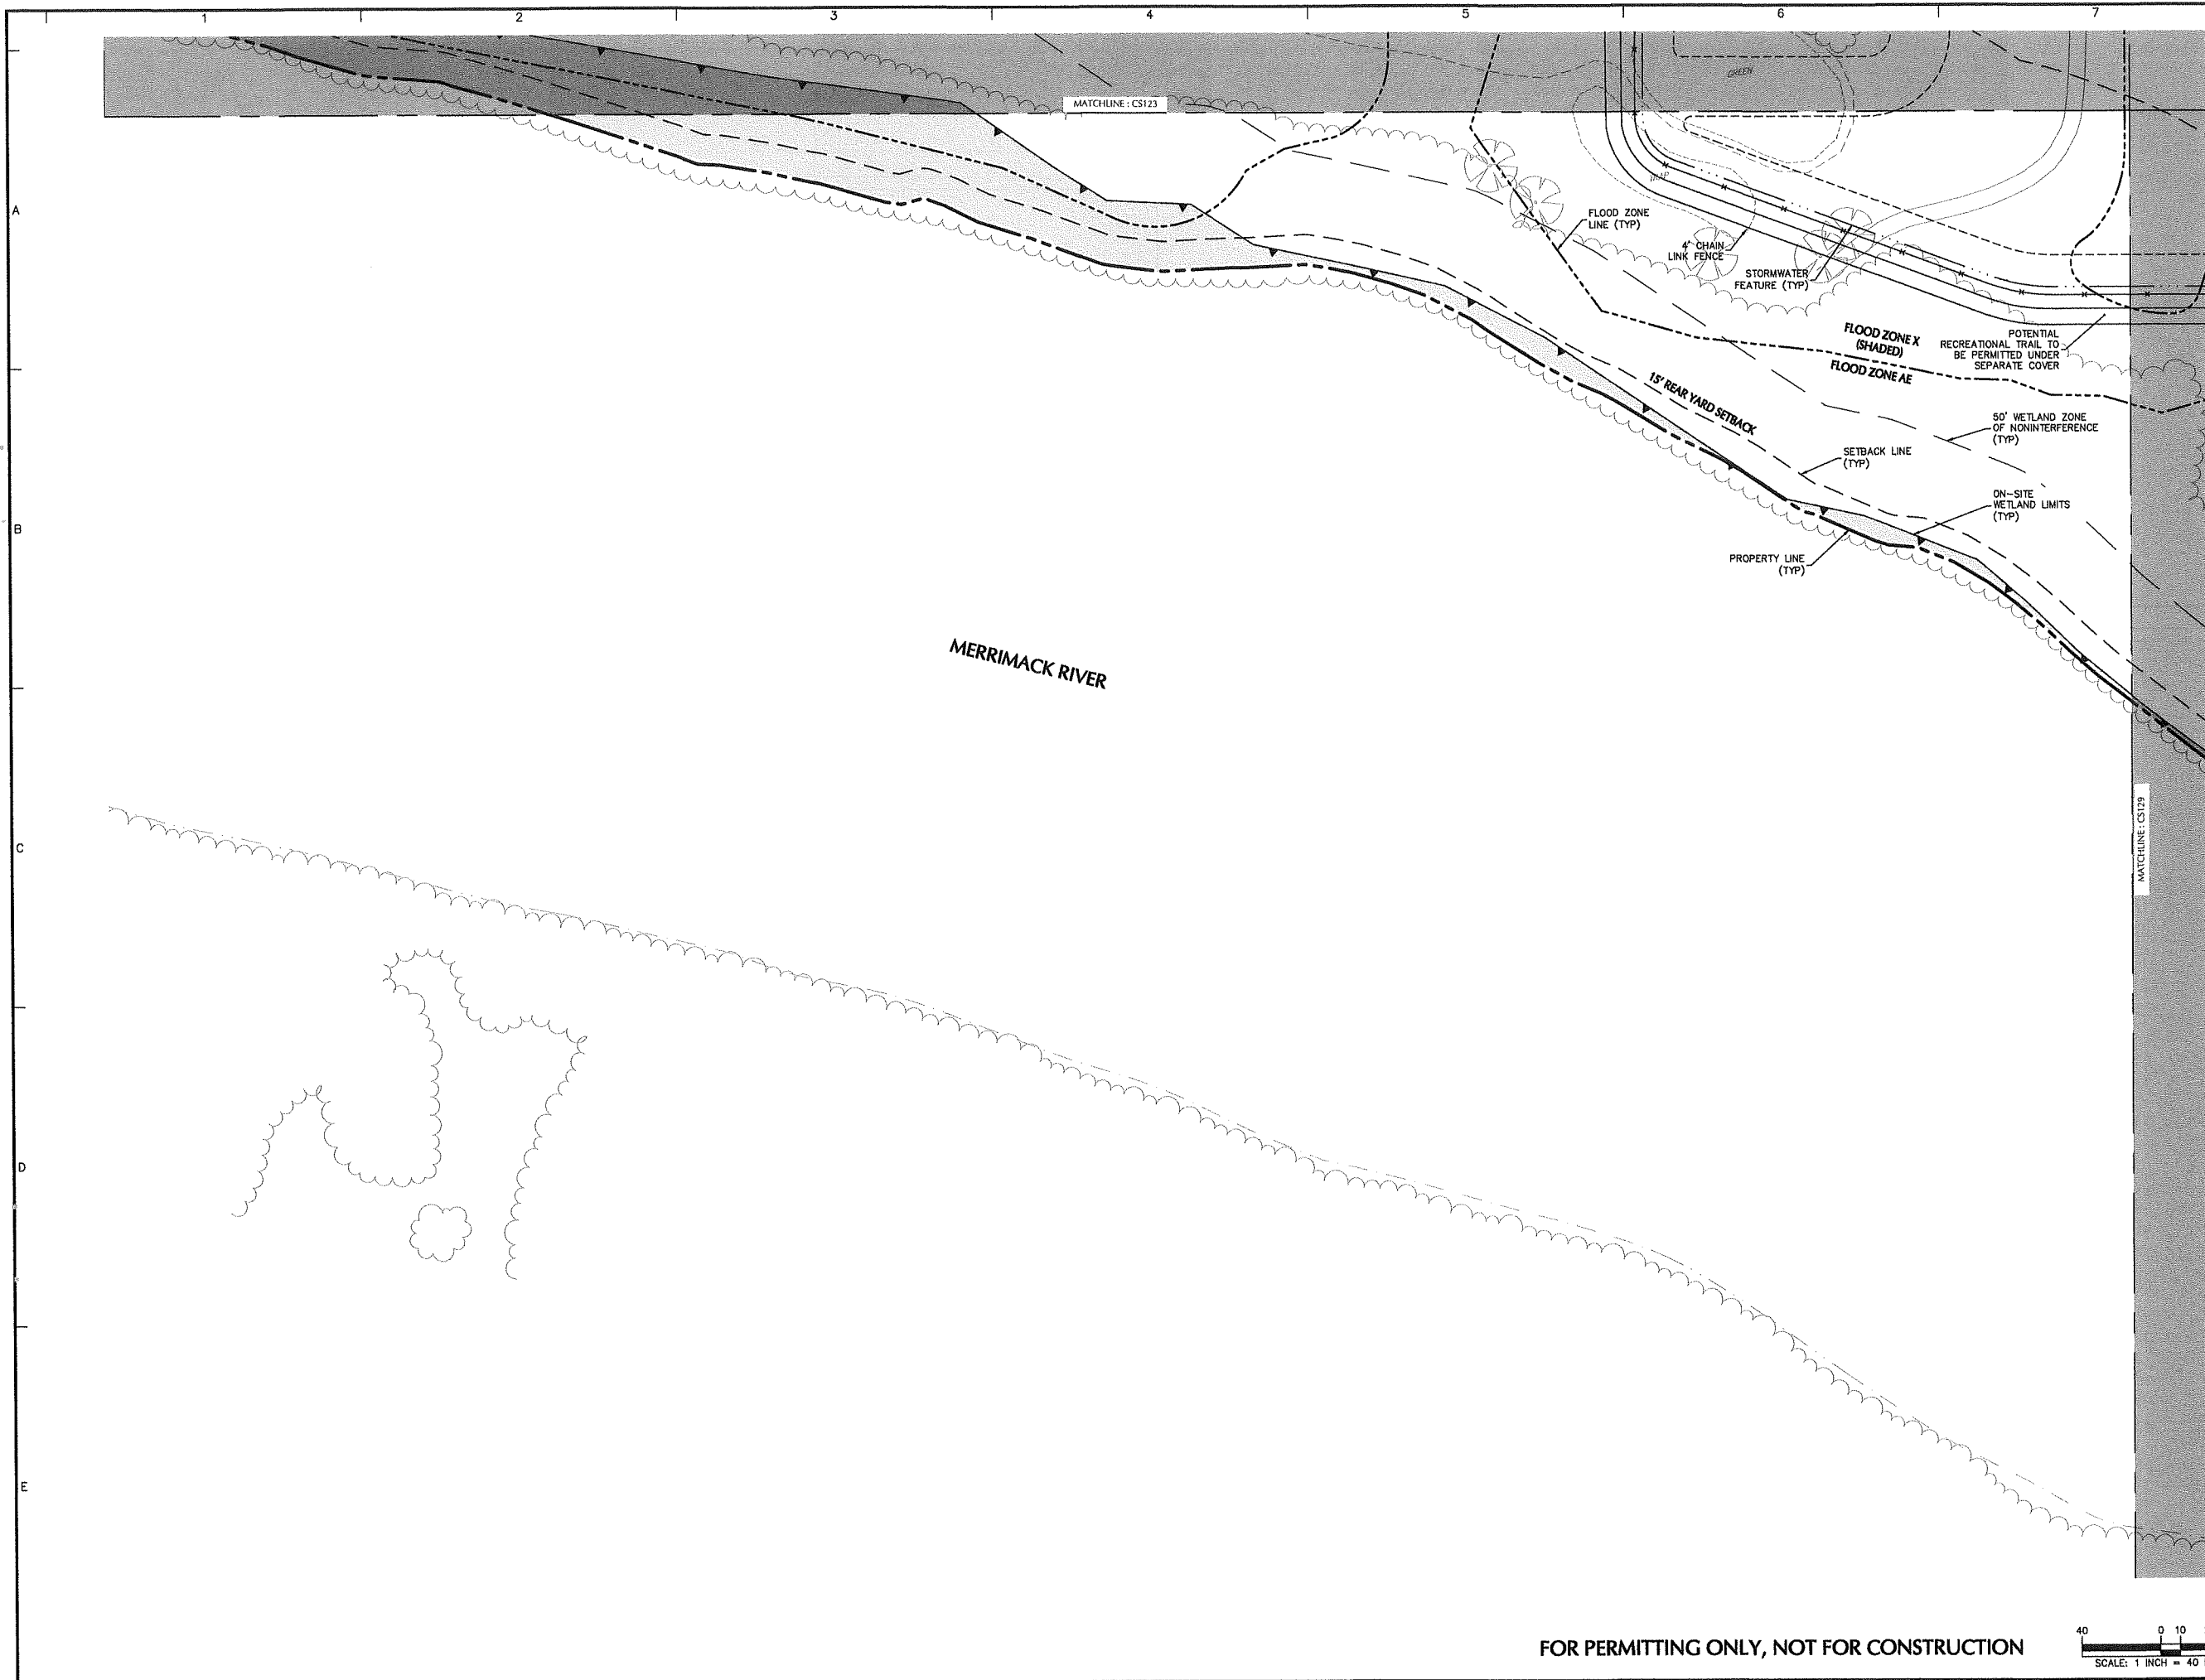 1 2 3 4 5 6 7
A
B
C
D
E
MATCHLINE : CS123
GREEN
FLOOD ZONE
LINE (TYP)
4' CHAIN
LINK FENCE
STORMWATER
FEATURE (TYP)
FLOOD ZONE X
(SHADED)
FLOOD ZONE AE
POTENTIAL
RECREATIONAL TRAIL TO
BE PERMITTED UNDER
SEPARATE COVER
15' REAR YARD SETBACK
50' WETLAND ZONE
OF NONINTERFERENCE
(TYP)
SETBACK LINE
(TYP)
ON-SITE
WETLAND LIMITS
(TYP)
PROPERTY LINE
(TYP)
MERRIMACK RIVER
MATCHLINE : CS129
FOR PERMITTING ONLY, NOT FOR CONSTRUCTION
40 0 10
SCALE: 1 INCH = 40